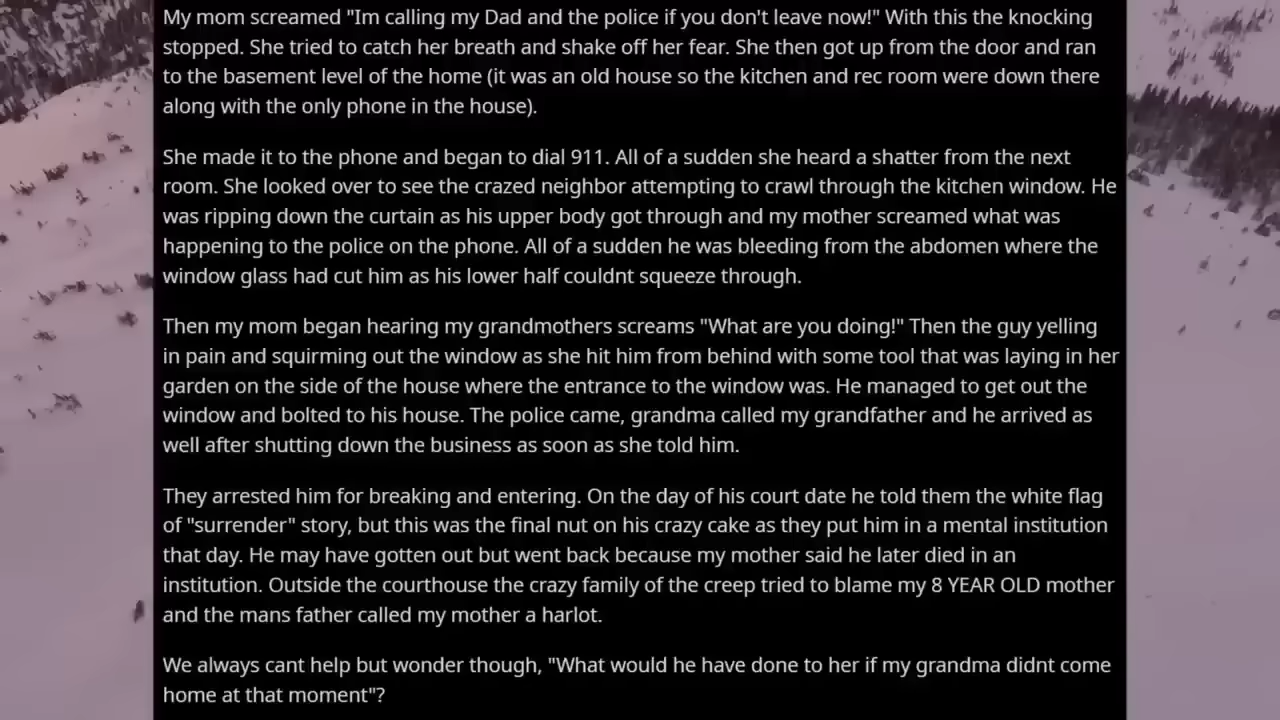 My mom screamed "Im calling my Dad and the police if you don't leave now!" With this the knocking
stopped. She tried to catch her breath and shake off her fear. She then got up from the door and ran
to the basement level of the home (it was an old house so the kitchen and rec room were down there
along with the only phone in the house).
She made it to the phone and began to dial 911. All of a sudden she heard a shatter from the next
room. She looked over to see the crazed neighbor attempting to crawl through the kitchen window. He
was ripping down the curtain as his upper body got through and my mother screamed what was
happening to the police on the phone. All of a sudden he was bleeding from the abdomen where the
window glass had cut him as his lower half couldnt squeeze through.
Then my mom began hearing my grandmothers screams "What are you doing!" Then the guy yelling
in pain and squirming out the window as she hit him from behind with some tool that was laying in her
garden on the side of the house where the entrance to the window was. He managed to get out the
window and bolted to his house. The police came, grandma called my grandfather and he arrived as
well after shutting down the business as soon as she told him.
They arrested him for breaking and entering. On the day of his court date he told them the white flag
of "surrender" story, but this was the final nut on his crazy cake as they put him in a mental institution
that day. He may have gotten out but went back because my mother said he later died in an
institution. Outside the courthouse the crazy family of the creep tried to blame my 8 YEAR OLD mother
and the mans father called my mother a harlot.
We always cant help but wonder though, "What would he have done to her if my grandma didnt come
home at that moment"?